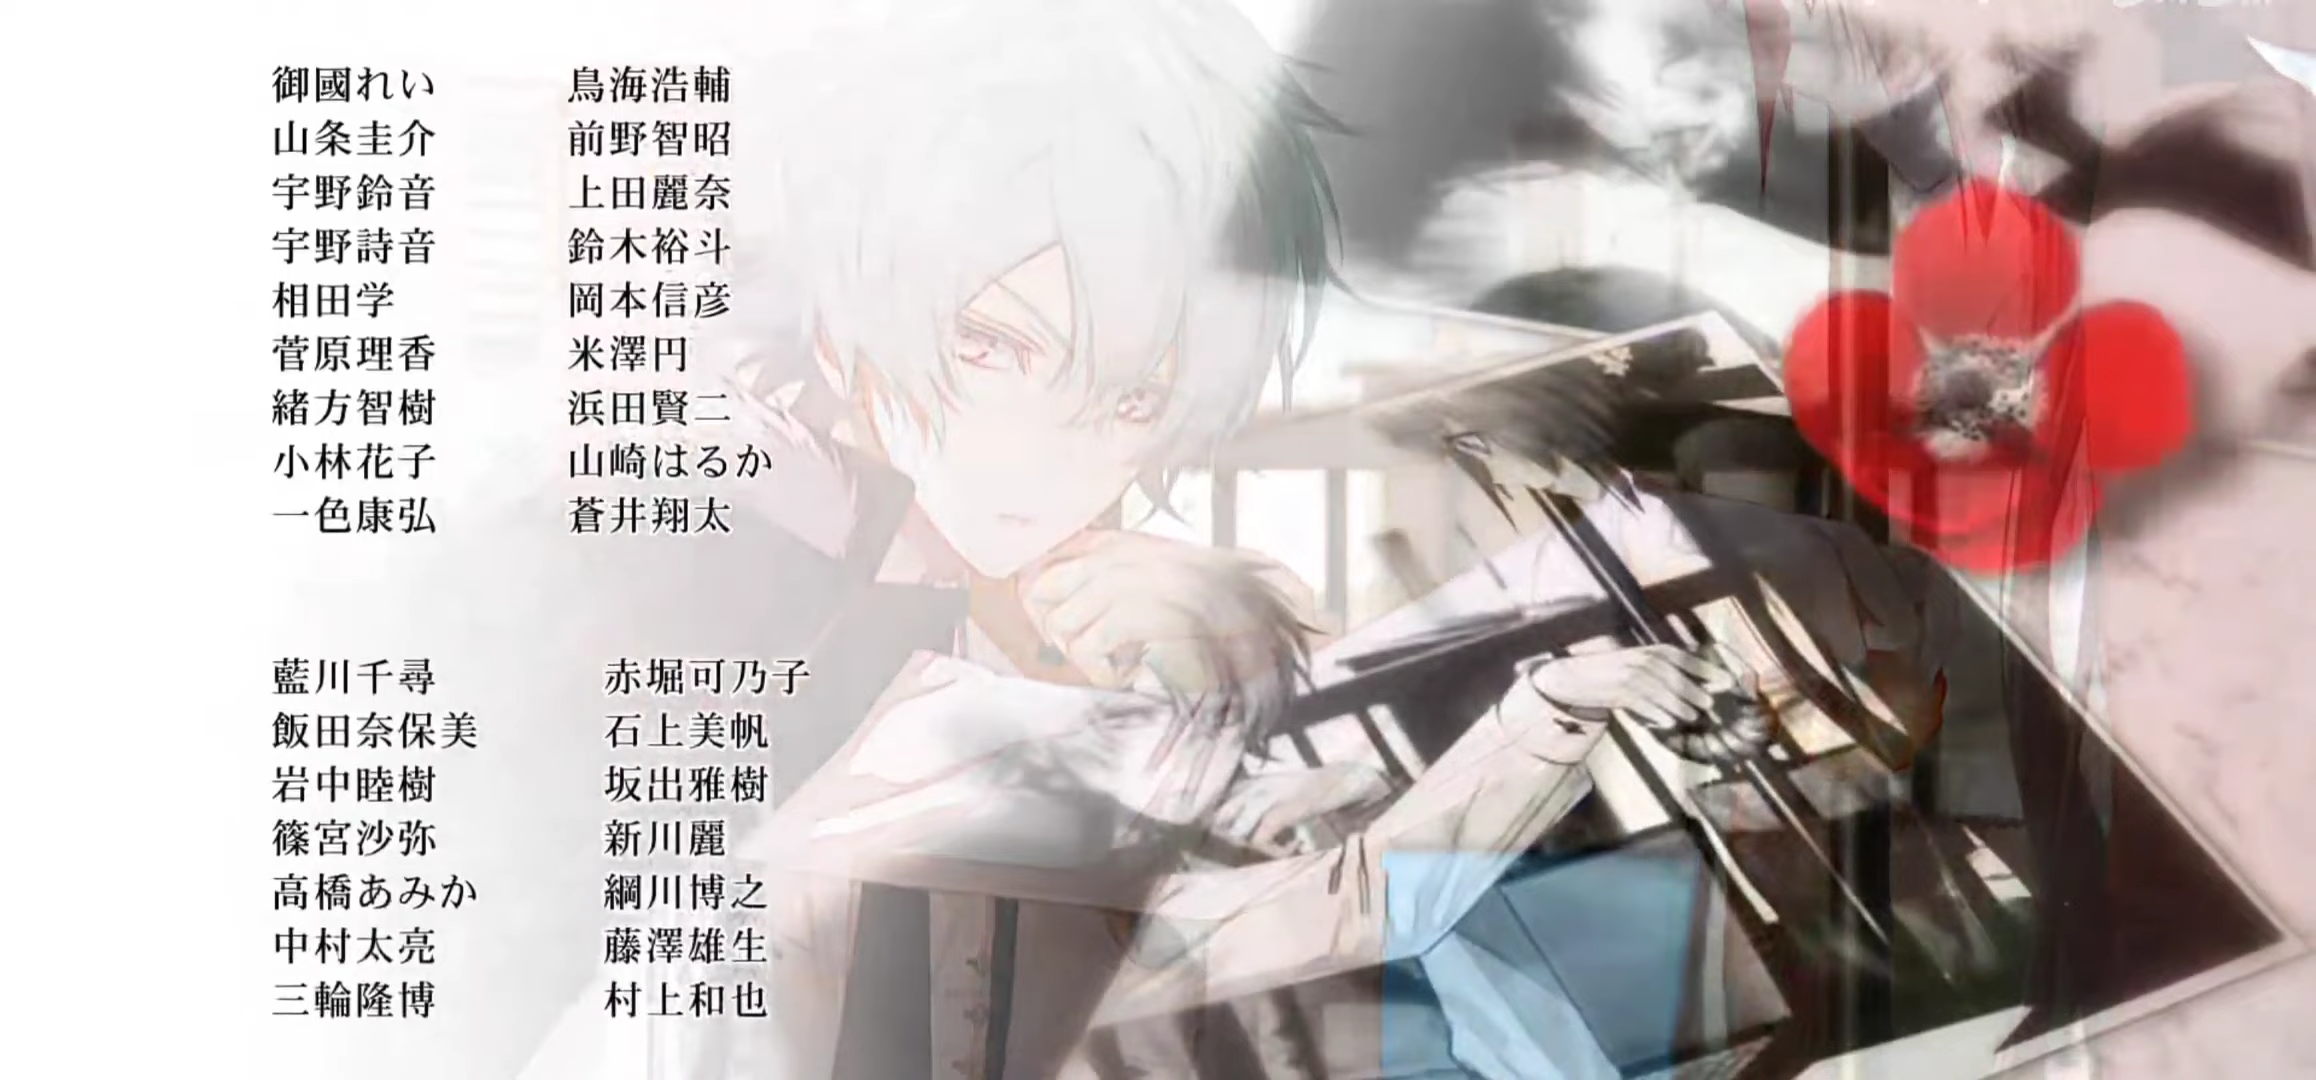 御國れい 鳥海浩輔
山条圭介 前野智昭
宇野鈴音 上田麗奈
宇野詩音 鈴木裕斗
相田学 岡本信彦
菅原理香 米澤円
緒方智樹 浜田賢二
小林花子 山崎はるか
一色康弘 蒼井翔太
藍川千尋 赤堀可乃子
飯田奈保美 石上美帆
岩中睦樹 坂出雅樹
篠宮沙弥 新川麗
高橋あみか 綱川博之
中村太亮 藤澤雄生
三輪隆博 村上和也